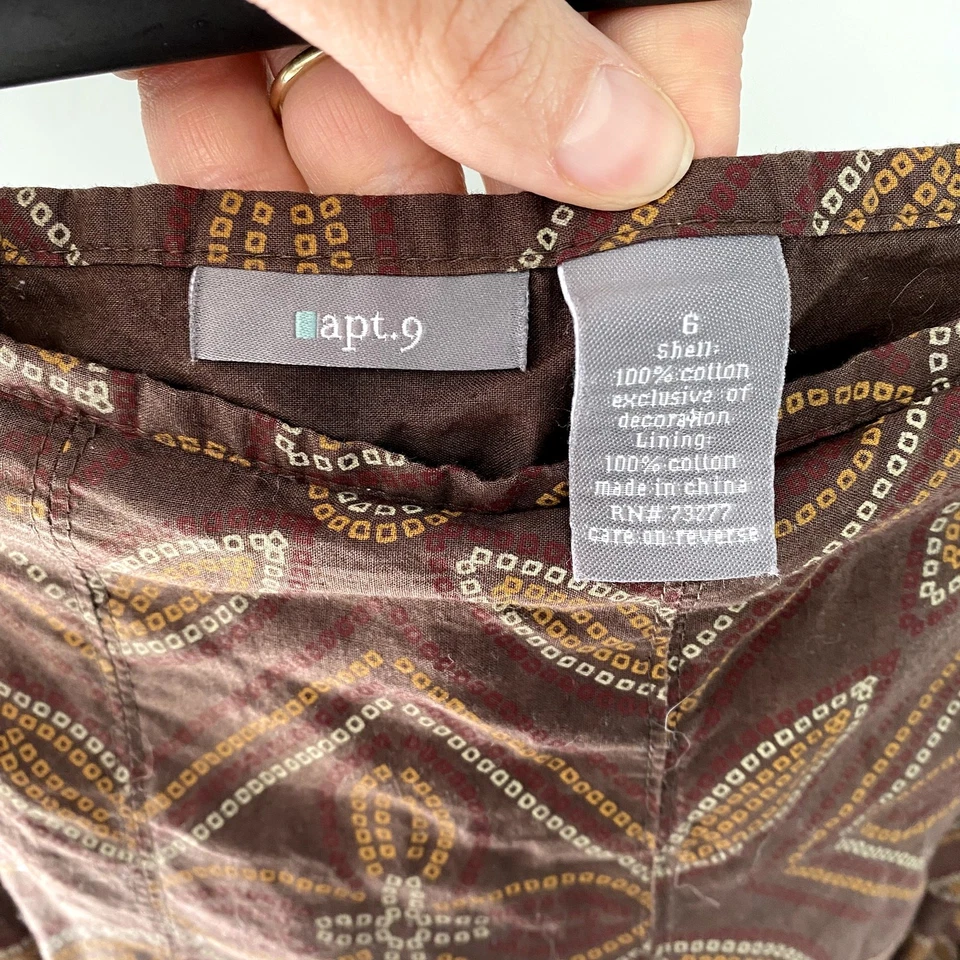 apt.9
6
Shell:
100% cotton
exclusive of
decoration
Lining:
100% cotton
made in china
RN# 73277
care on reverse